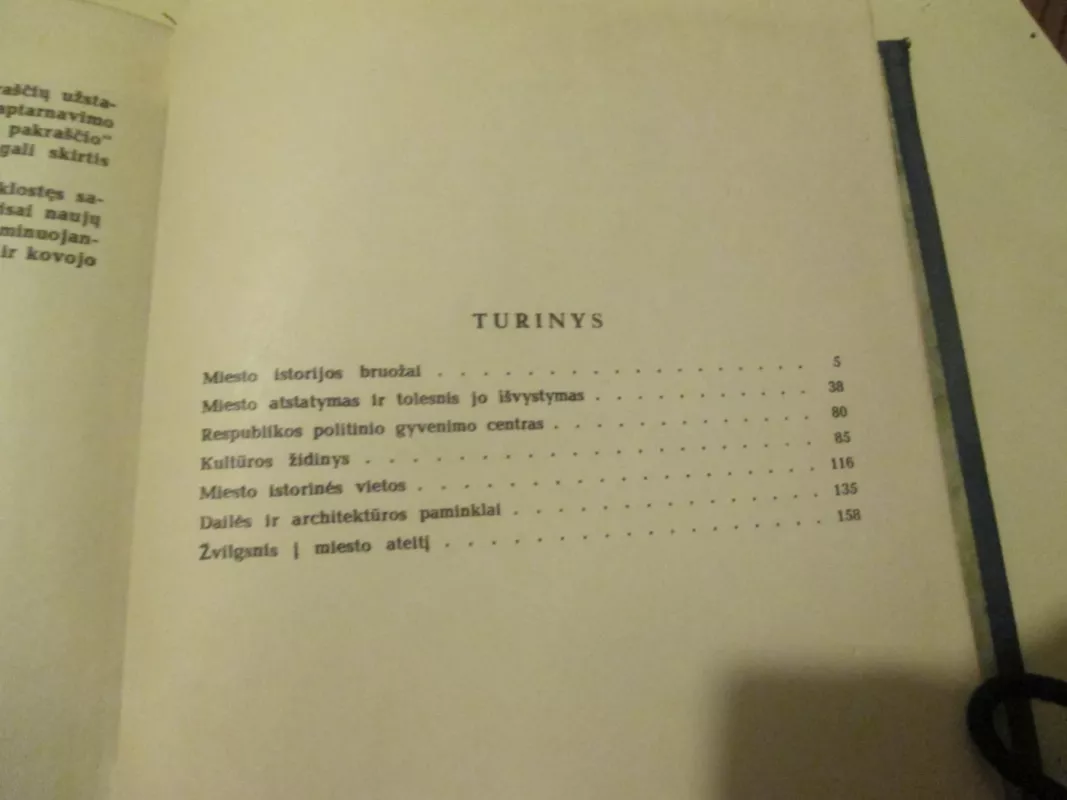 raščių užsta-
aptarnavimo
pakraščio“
gali skirtis
klostęs sa-
isai naujų
minuojan-
ir kovojo
TURINYS
Miesto istorijos bruožai . . . . . . . . . . . . . . . . . 5
Miesto atstatymas ir tolesnis jo išvystymas . . . . . . . . . . 38
Respublikos politinio gyvenimo centras . . . . . . . . . . . . 80
Kultūros židinys . . . . . . . . . . . . . . . . . . . . 85
Miesto istorinės vietos . . . . . . . . . . . . . . . . . 116
Dailės ir architektūros paminklai . . . . . . . . . . . . . 135
Žvilgsnis į miesto ateitį . . . . . . . . . . . . . . . . 158